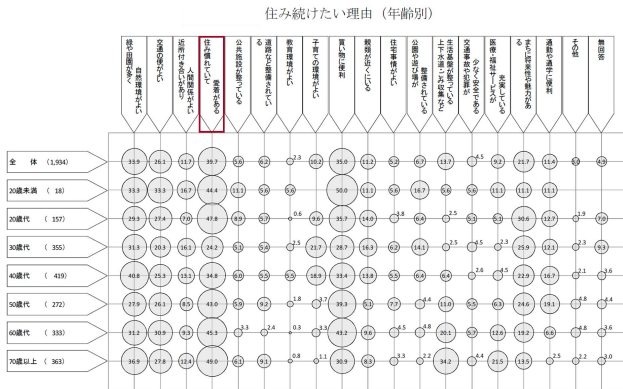 住み続けたい理由（年齢別）
緑や田園が多く
自然環境がよい
交通の便がよい
近所付き合いがあり
人間関係がよい
住み慣れていて
愛着がある
公共施設が整っている
道路など整備されてい
る
教育環境がよい
子育ての環境がよい
買い物に便利
親類が近くにいる
住宅事情がよい
公園や遊び場が
整備されている
生活基盤が整っている
上下水道・ごみ収集など
交通事故や犯罪が
少なく安全である
医療・福祉サービスが
充実している
まちに将来性や魅力があ
る
通勤や通学に便利
その他
無回答
全　体　（1,934） 33.9 26.1 11.7 39.7 5.6 6.2 2.3 10.2 35.0 11.2 5.2 6.7 13.7 4.5 9.2 21.7 11.4 3.0 4.9
20歳未満　（　18） 33.3 33.3 16.7 44.4 11.1 5.6 5.6 50.0 11.1 5.6 16.7 5.6 5.6 11.1 11.1 11.1
20歳代　（　157） 29.3 27.4 7.0 47.8 8.9 5.7 0.6 9.6 35.7 14.0 3.8 6.4 2.5 5.1 5.1 30.6 12.7 1.9 7.0
30歳代　（　355） 31.3 20.3 16.1 24.2 5.1 5.4 2.5 21.7 28.7 16.3 6.2 14.1 2.5 4.5 2.3 25.9 12.1 2.3 9.3
40歳代　（　419） 40.8 25.3 13.1 34.8 6.0 5.5 5.5 18.9 33.4 13.8 5.5 6.4 6.4 2.6 4.5 22.9 16.7 2.1 3.6
50歳代　（　272） 27.9 26.1 8.5 43.0 5.9 9.2 1.8 3.7 39.3 5.1 7.7 4.4 11.0 5.5 6.3 24.6 19.1 4.8 4.4
60歳代　（　333） 31.2 30.9 9.3 45.3 3.3 2.4 0.3 3.3 43.2 9.6 4.5 4.8 20.1 5.7 12.6 19.2 6.6 4.8 3.6
70歳以上　（　363） 36.9 27.8 12.4 49.0 6.1 9.1 0.8 1.1 30.9 8.3 3.3 2.2 34.2 4.4 21.5 13.5 2.5 2.2 3.0